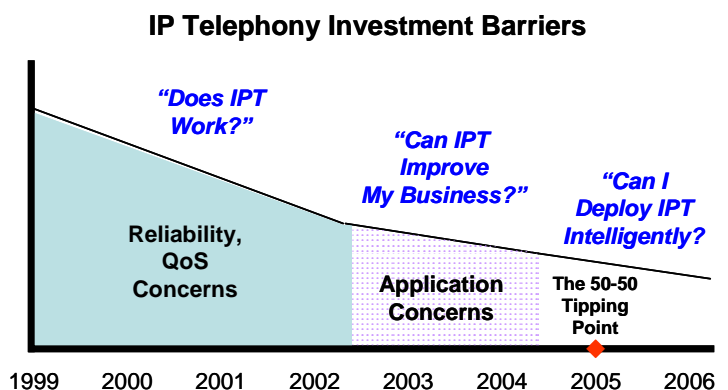 IP Telephony Investment Barriers
“Does IPT
Work?”
“Can IPT
Improve
My Business?”
“Can I
Deploy IPT
Intelligently?
Reliability,
QoS
Concerns
Application
Concerns
The 50-50
Tipping
Point
1999 2000 2001 2002 2003 2004 2005 2006